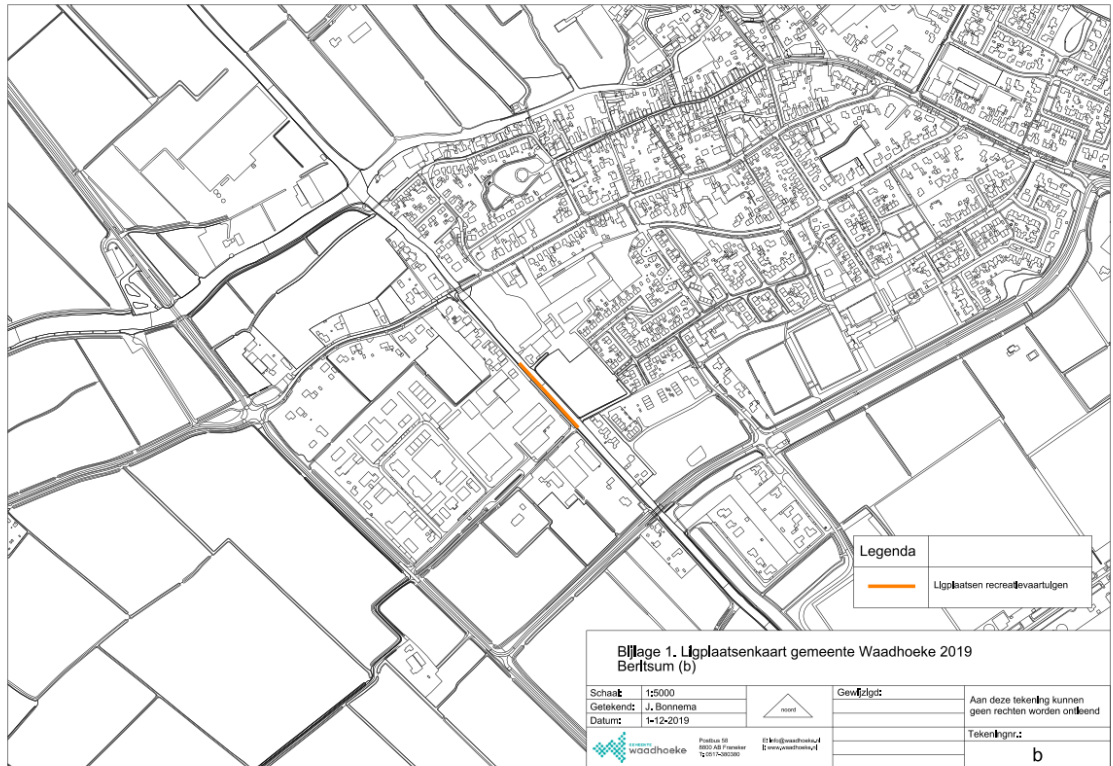 Legenda
Ligplaatsen recreatievaartuigen
Bijlage 1. Ligplaatsenkaart gemeente Waadhoeke 2019
Berltsum (b)
Schaal: 1:5000
Getekend: J. Bonnema
Datum: 1-12-2019
noord
Gewijzigd:
Aan deze tekening kunnen
geen rechten worden ontleend
Tekeningnr.:
b
GEMEENTE
waadhoeke
Postbus 58
8800 AB Franeker
T: 0517-380380
E: info@waadhoeke.nl
I: www.waadhoeke.nl